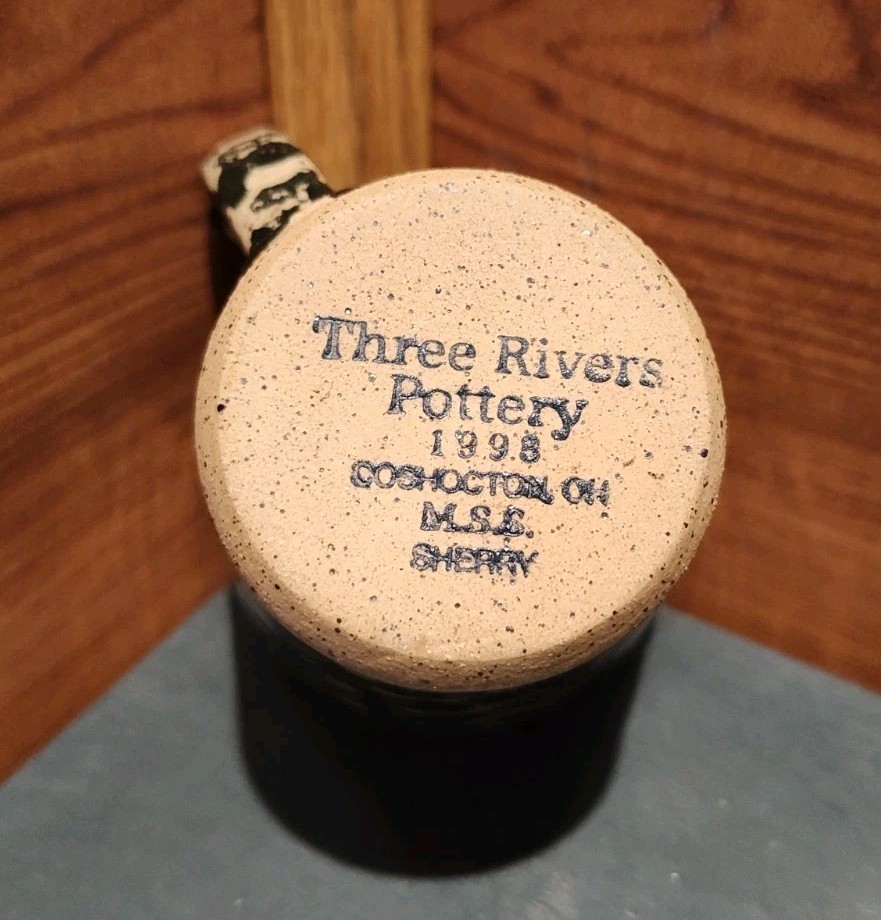 Three Rivers
Pottery
1998
COSHOCTON, OH
M.S.E.
SHERRY